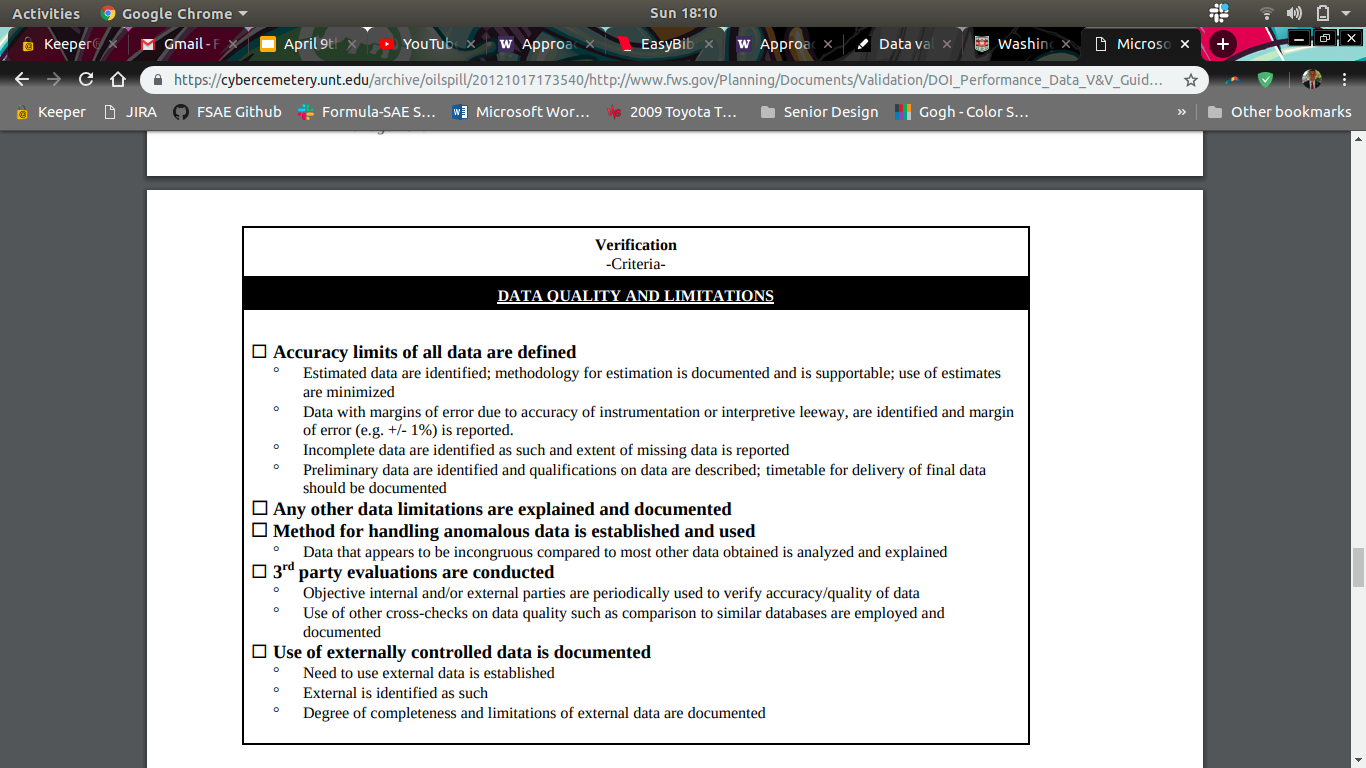 Activities Google Chrome Sun 18:10
Keeper Gmail - F April 9th YouTub Approac EasyBib Approac Data val Washin Microso
https://cybercemetery.unt.edu/archive/oilspill/20121017173540/http://www.fws.gov/Planning/Documents/Validation/DOI_Performance_Data_V&V_Guid...
Keeper JIRA FSAE Github Formula-SAE S... Microsoft Wor... 2009 Toyota T... Senior Design Gogh - Color S... » Other bookmarks
Verification
-Criteria-
DATA QUALITY AND LIMITATIONS
☐ Accuracy limits of all data are defined
° Estimated data are identified; methodology for estimation is documented and is supportable; use of estimates
are minimized
° Data with margins of error due to accuracy of instrumentation or interpretive leeway, are identified and margin
of error (e.g. +/- 1%) is reported.
° Incomplete data are identified as such and extent of missing data is reported
° Preliminary data are identified and qualifications on data are described; timetable for delivery of final data
should be documented
☐ Any other data limitations are explained and documented
☐ Method for handling anomalous data is established and used
° Data that appears to be incongruous compared to most other data obtained is analyzed and explained
☐ 3rd party evaluations are conducted
° Objective internal and/or external parties are periodically used to verify accuracy/quality of data
° Use of other cross-checks on data quality such as comparison to similar databases are employed and
documented
☐ Use of externally controlled data is documented
° Need to use external data is established
° External is identified as such
° Degree of completeness and limitations of external data are documented